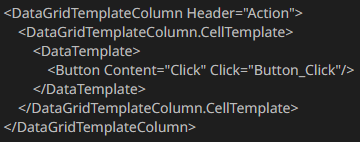 <DataGridTemplateColumn Header="Action">
<DataGridTemplateColumn.CellTemplate>
<DataTemplate>
<Button Content="Click" Click="Button_Click"/>
</DataTemplate>
</DataGridTemplateColumn.CellTemplate>
</DataGridTemplateColumn>